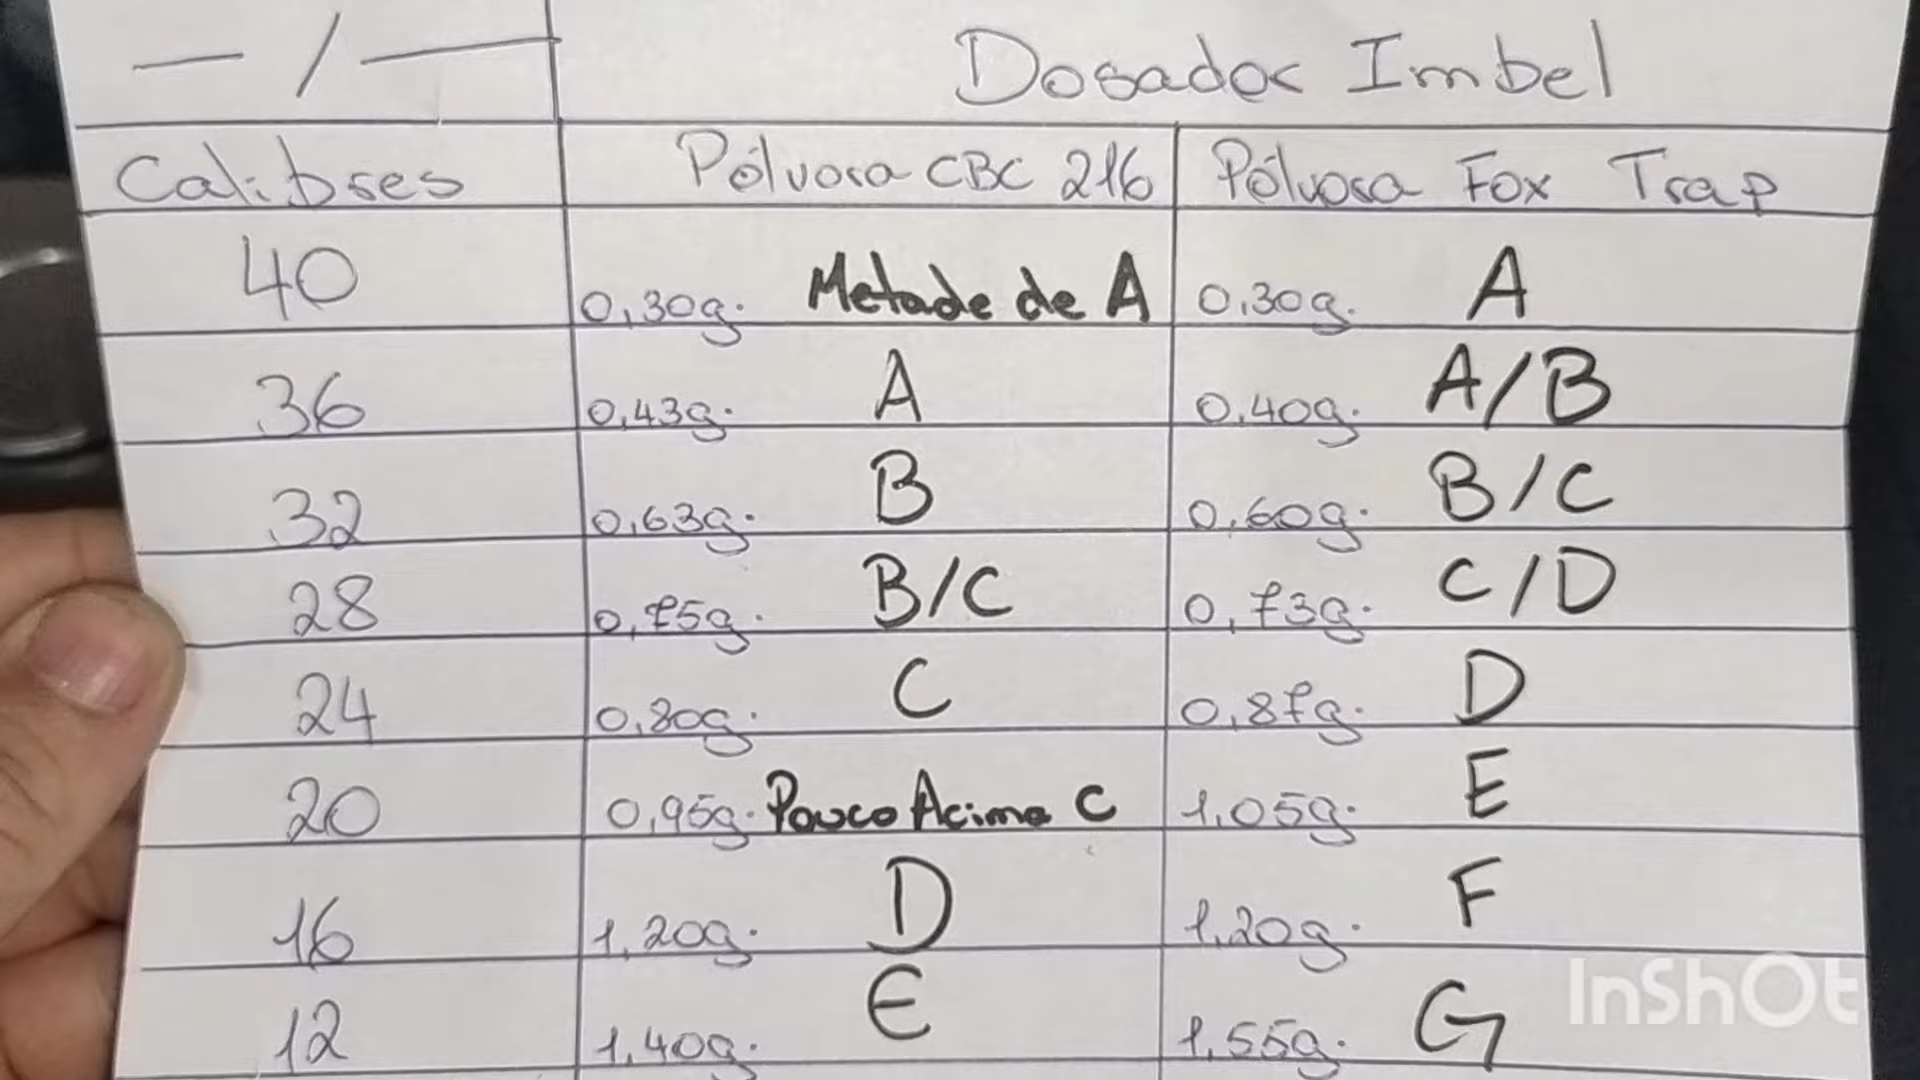 — / — Dosador Imbel
Calibres Pólvora CBC 216 Pólvora Fox Trap
40 0,30g. Metade de A 0,30g. A
36 0,43g. A 0,40g. A/B
32 0,63g. B 0,60g. B/C
28 0,75g. B/C 0,73g. C/D
24 0,80g. C 0,87g. D
20 0,95g. Pouco Acima C 1,05g. E
16 1,20g. D 1,20g. F
12 1,40g. E 1,55g. G
InShOt